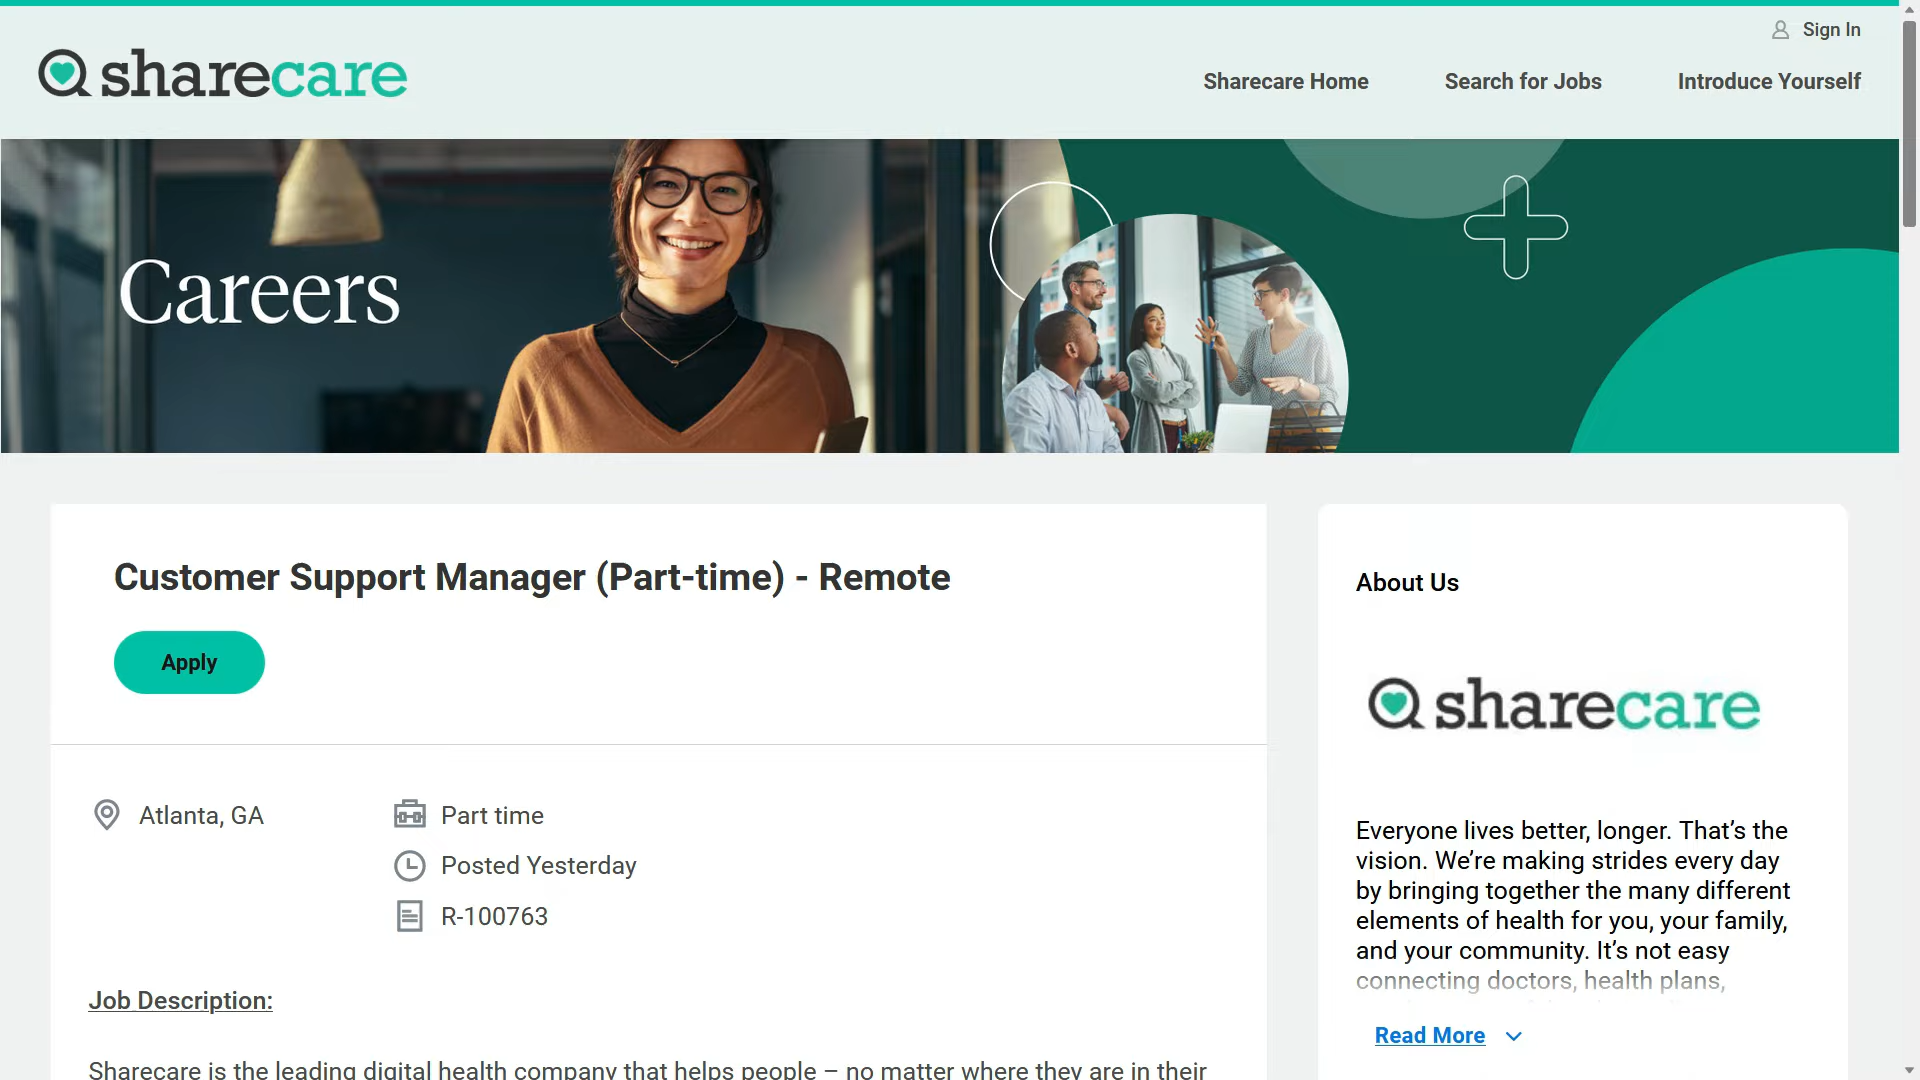 Sign In
sharecare
Sharecare Home
Search for Jobs
Introduce Yourself
Careers
Customer Support Manager (Part-time) - Remote
Apply
Atlanta, GA
Part time
Posted Yesterday
R-100763
Job Description:
Sharecare is the leading digital health company that helps people – no matter where they are in their
About Us
sharecare
Everyone lives better, longer. That’s the
vision. We’re making strides every day
by bringing together the many different
elements of health for you, your family,
and your community. It’s not easy
connecting doctors, health plans,
Read More